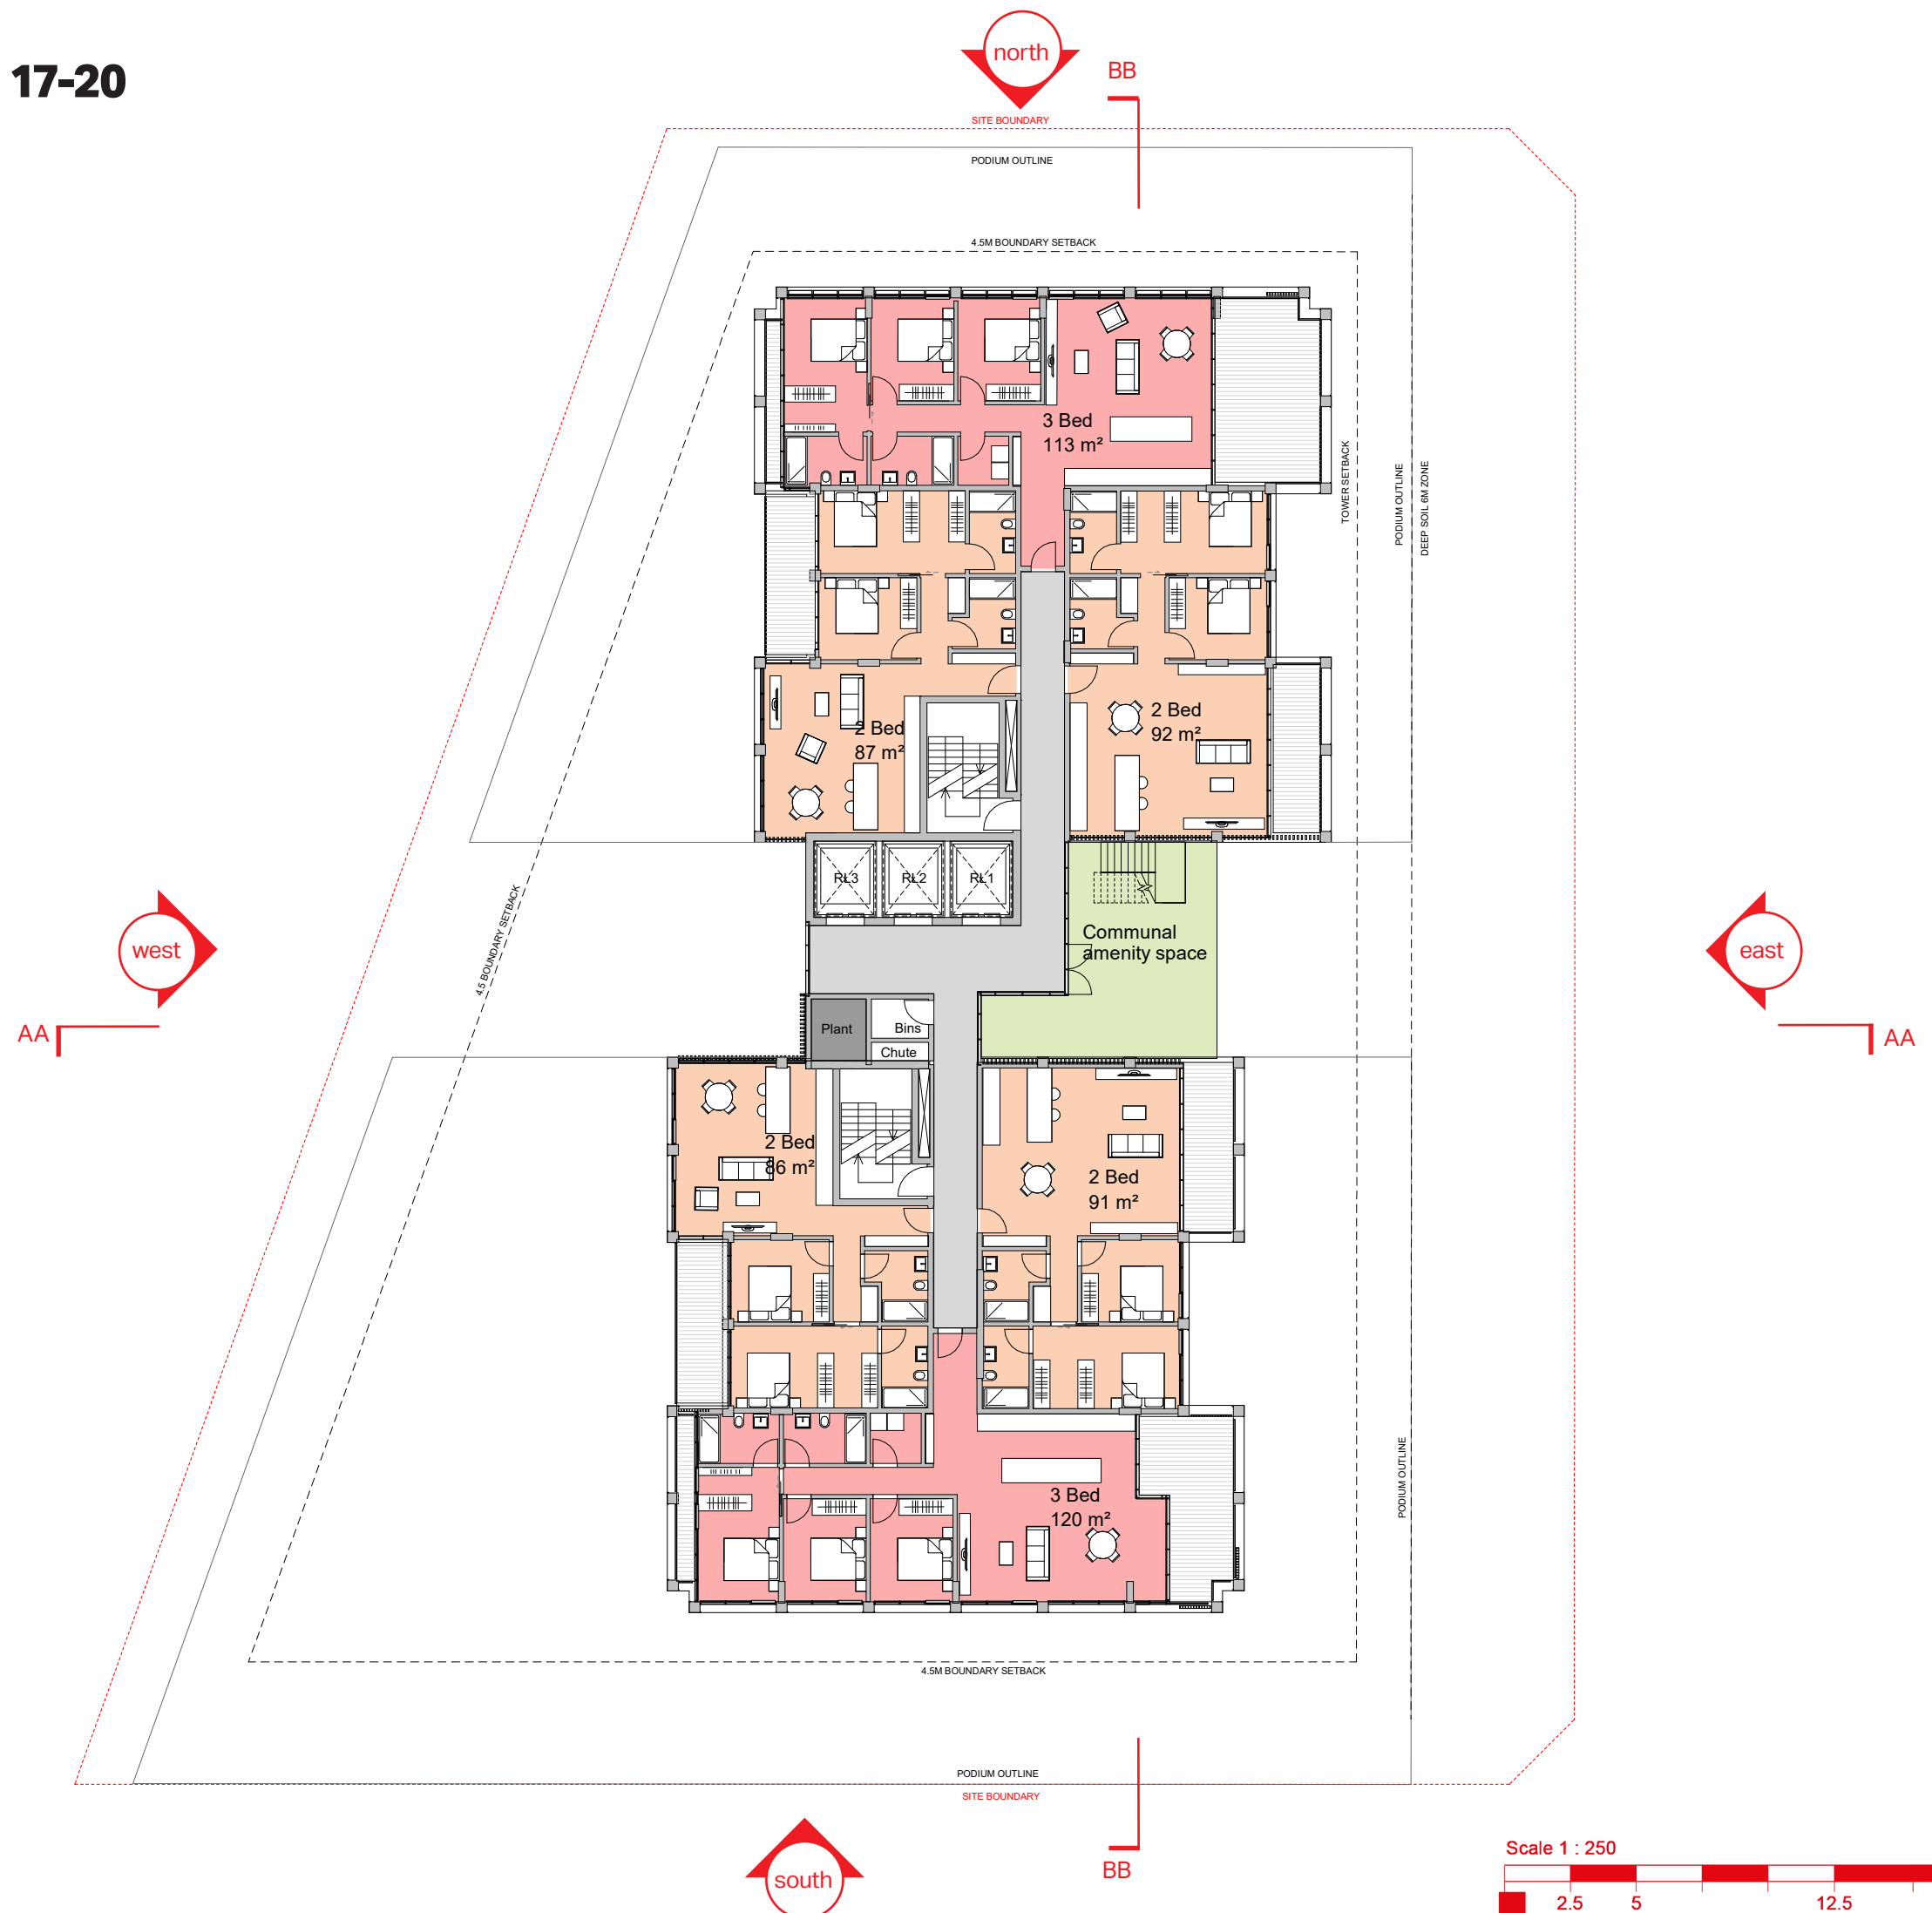 17-20
north
BB
SITE BOUNDARY
PODIUM OUTLINE
4.5M BOUNDARY SETBACK
3 Bed
113 m²
TOWER SETBACK
PODIUM OUTLINE
DEEP SOIL 6M ZONE
2 Bed
87 m²
2 Bed
92 m²
RL3
RL2
RL1
4.5 BOUNDARY SETBACK
Communal
amenity space
west
east
AA
AA
Plant
Bins
Chute
2 Bed
86 m²
2 Bed
91 m²
3 Bed
120 m²
PODIUM OUTLINE
4.5M BOUNDARY SETBACK
PODIUM OUTLINE
SITE BOUNDARY
BB
south
Scale 1 : 250
2.5
5
12.5